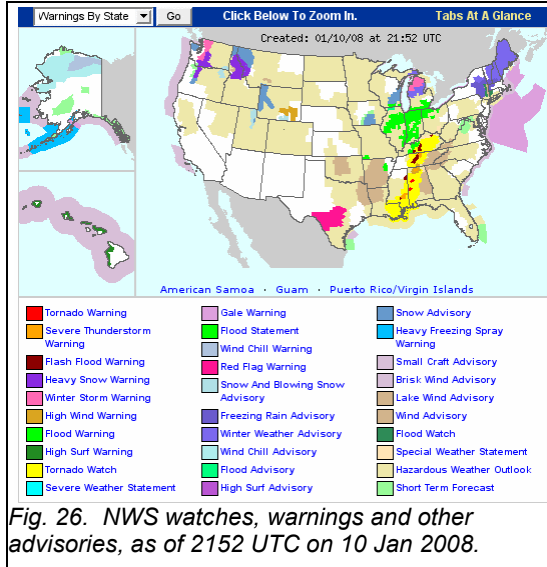 Warnings By State Go Click Below To Zoom In. Tabs At A Glance
Created: 01/10/08 at 21:52 UTC
American Samoa · Guam · Puerto Rico/Virgin Islands
Tornado Warning
Severe Thunderstorm
Warning
Flash Flood Warning
Heavy Snow Warning
Winter Storm Warning
High Wind Warning
Flood Warning
High Surf Warning
Tornado Watch
Severe Weather Statement
Gale Warning
Flood Statement
Wind Chill Warning
Red Flag Warning
Snow And Blowing Snow
Advisory
Freezing Rain Advisory
Winter Weather Advisory
Wind Chill Advisory
Flood Advisory
High Surf Advisory
Snow Advisory
Heavy Freezing Spray
Warning
Small Craft Advisory
Brisk Wind Advisory
Lake Wind Advisory
Wind Advisory
Flood Watch
Special Weather Statement
Hazardous Weather Outlook
Short Term Forecast
Fig. 26. NWS watches, warnings and other
advisories, as of 2152 UTC on 10 Jan 2008.